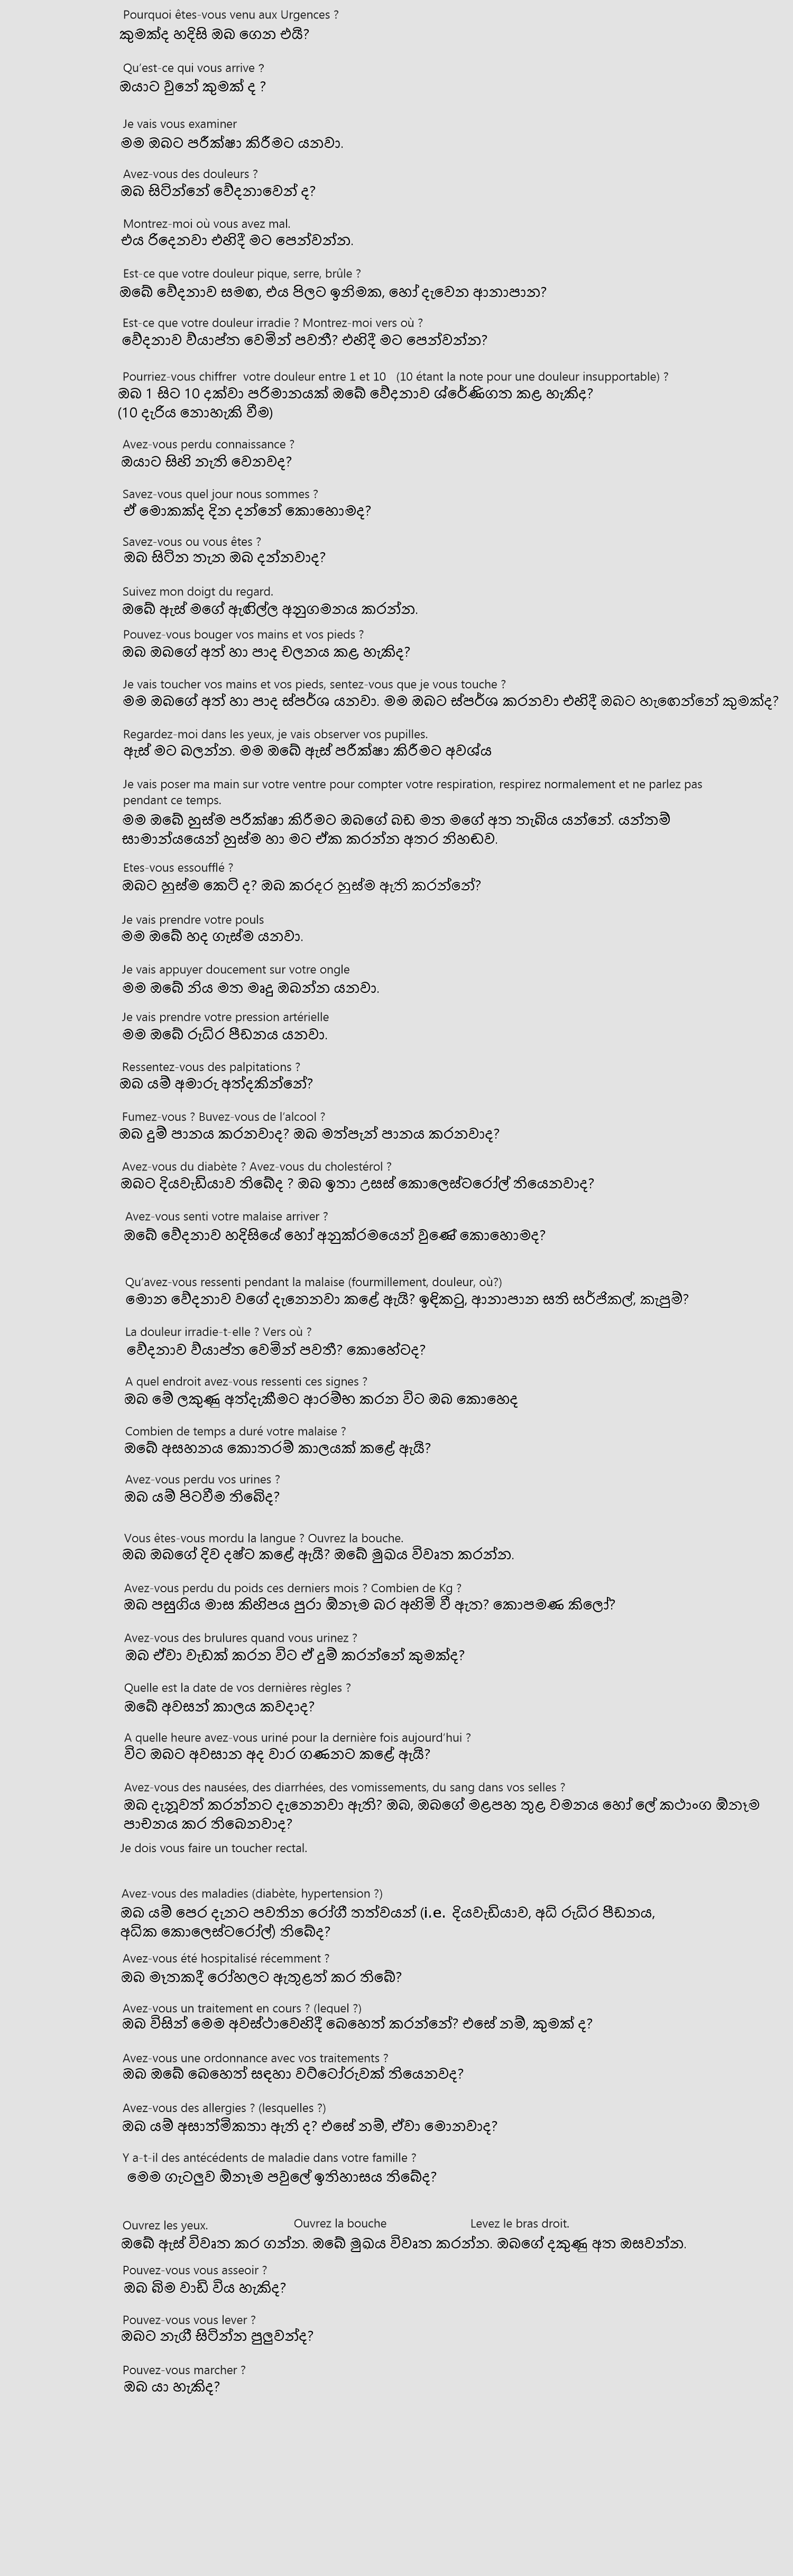 Pourquoi êtes-vous venu aux Urgences ?
කුමක්ද හදිසි ඔබ ගෙන එයි?
Qu'est-ce qui vous arrive ?
ඔයාට වුනේ කුමක් ද ?
Je vais vous examiner
මම ඔබට පරීක්ෂා කිරීමට යනවා.
Avez-vous des douleurs ?
ඔබ සිටින්නේ වේදනාවෙන් ද?
Montrez-moi où vous avez mal.
එය රිදෙනවා එහිදී මට පෙන්වන්න.
Est-ce que votre douleur pique, serre, brûle ?
ඔබේ වේදනාව සමඟ, එය පිලට ඉනිමක, හෝ දැවෙන ආනාපාන?
Est-ce que votre douleur irradie ? Montrez-moi vers où ?
වේදනාව ව්යාප්ත වෙමින් පවතී? එහිදී මට පෙන්වන්න?
Pourriez-vous chiffrer  votre douleur entre 1 et 10   (10 étant la note pour une douleur insupportable) ?
ඔබ 1 සිට 10 දක්වා පරිමානයක් ඔබේ වේදනාව ශ්රේණිගත කළ හැකිද?
(10 දැරිය නොහැකි වීම)
Avez-vous perdu connaissance ?
ඔයාට සිහි නැති වෙනවද?
Savez-vous quel jour nous sommes ?
ඒ මොකක්ද දින දන්නේ කොහොමද?
Savez-vous ou vous êtes ?
ඔබ සිටින තැන ඔබ දන්නවාද?
Suivez mon doigt du regard.
ඔබේ ඇස් මගේ ඇඟිල්ල අනුගමනය කරන්න.
Pouvez-vous bouger vos mains et vos pieds ?
ඔබ ඔබගේ අත් හා පාද චලනය කළ හැකිද?
Je vais toucher vos mains et vos pieds, sentez-vous que je vous touche ?
මම ඔබගේ අත් හා පාද ස්පර්ශ යනවා. මම ඔබට ස්පර්ශ කරනවා එහිදී ඔබට හැඟෙන්නේ කුමක්ද?
Regardez-moi dans les yeux, je vais observer vos pupilles.
ඇස් මට බලන්න. මම ඔබේ ඇස් පරීක්ෂා කිරීමට අවශ්ය
Je vais poser ma main sur votre ventre pour compter votre respiration, respirez normalement et ne parlez pas
pendant ce temps.
මම ඔබේ හුස්ම පරීක්ෂා කිරීමට ඔබගේ බඩ මත මගේ අත තැබිය යන්නේ. යන්තම්
සාමාන්යයෙන් හුස්ම හා මට ඒක කරන්න අතර නිහඬව.
Etes-vous essoufflé ?
ඔබට හුස්ම කෙටි ද? ඔබ කරදර හුස්ම ඇති කරන්නේ?
Je vais prendre votre pouls
මම ඔබේ හද ගැස්ම යනවා.
Je vais appuyer doucement sur votre ongle
මම ඔබේ නිය මත මෘදු ඔබන්න යනවා.
Je vais prendre votre pression artérielle
මම ඔබේ රුධිර පීඩනය යනවා.
Ressentez-vous des palpitations ?
ඔබ යම් අමාරු අත්දකින්නේ?
Fumez-vous ? Buvez-vous de l'alcool ?
ඔබ දුම් පානය කරනවාද? ඔබ මත්පැන් පානය කරනවාද?
Avez-vous du diabète ? Avez-vous du cholestérol ?
ඔබට දියවැඩියාව තිබේද ? ඔබ ඉතා උසස් කොලෙස්ටරෝල් තියෙනවාද?
Avez-vous senti votre malaise arriver ?
ඔබේ වේදනාව හදිසියේ හෝ අනුක්රමයෙන් වුණේ කොහොමද?
Qu'avez-vous ressenti pendant la malaise (fourmillement, douleur, où?)
මොන වේදනාව වගේ දැනෙනවා කළේ ඇයි? ඉඳිකටු, ආනාපාන සති සර්ජිකල්, කැපුම්?
La douleur irradie-t-elle ? Vers où ?
වේදනාව ව්යාප්ත වෙමින් පවතී? කොහේටද?
A quel endroit avez-vous ressenti ces signes ?
ඔබ මේ ලකුණු අත්දැකීමට ආරම්භ කරන විට ඔබ කොහෙද
Combien de temps a duré votre malaise ?
ඔබේ අසහනය කොතරම් කාලයක් කළේ ඇයි?
Avez-vous perdu vos urines ?
ඔබ යම් පිටවීම තිබේද?
Vous êtes-vous mordu la langue ? Ouvrez la bouche.
ඔබ ඔබගේ දිව දෂ්ට කළේ ඇයි? ඔබේ මුඛය විවෘත කරන්න.
Avez-vous perdu du poids ces derniers mois ? Combien de Kg ?
ඔබ පසුගිය මාස කිහිපය පුරා ඕනෑම බර අහිමි වී ඇත? කොපමණ කිලෝ?
Avez-vous des brulures quand vous urinez ?
ඔබ ඒවා වැඩක් කරන විට ඒ දුම් කරන්නේ කුමක්ද?
Quelle est la date de vos dernières règles ?
ඔබේ අවසන් කාලය කවදාද?
A quelle heure avez-vous uriné pour la dernière fois aujourd'hui ?
විට ඔබට අවසාන අද වාර ගණනට කළේ ඇයි?
Avez-vous des nausées, des diarrhées, des vomissements, du sang dans vos selles ?
ඔබ දැනුවත් කරන්නට දැනෙනවා ඇති? ඔබ, ඔබගේ මළපහ තුළ වමනය හෝ ලේ කථාංග ඕනෑම
පාචනය කර තිබෙනවාද?
Je dois vous faire un toucher rectal.
Avez-vous des maladies (diabète, hypertension ?)
ඔබ යම් පෙර දැනට පවතින රෝගී තත්වයන් (i.e. දියවැඩියාව, අධි රුධිර පීඩනය,
අධික කොලෙස්ටරෝල්) තිබේද?
Avez-vous été hospitalisé récemment ?
ඔබ මෑතකදී රෝහලට ඇතුළත් කර තිබේ?
Avez-vous un traitement en cours ? (lequel ?)
ඔබ විසින් මෙම අවස්ථාවෙහිදී බෙහෙත් කරන්නේ? එසේ නම්, කුමක් ද?
Avez-vous une ordonnance avec vos traitements ?
ඔබ ඔබේ බෙහෙත් සඳහා වට්ටෝරුවක් තියෙනවද?
Avez-vous des allergies ? (lesquelles ?)
ඔබ යම් අසාත්මිකතා ඇති ද? එසේ නම්, ඒවා මොනවාද?
Y a-t-il des antécédents de maladie dans votre famille ?
මෙම ගැටලුව ඕනෑම පවුලේ ඉතිහාසය තිබේද?
Ouvrez les yeux. Ouvrez la bouche Levez le bras droit.
ඔබේ ඇස් විවෘත කර ගන්න. ඔබේ මුඛය විවෘත කරන්න. ඔබගේ දකුණු අත ඔසවන්න.
Pouvez-vous vous asseoir ?
ඔබ බිම වාඩි විය හැකිද?
Pouvez-vous vous lever ?
ඔබට නැගී සිටින්න පුලුවන්ද?
Pouvez-vous marcher ?
ඔබ යා හැකිද?